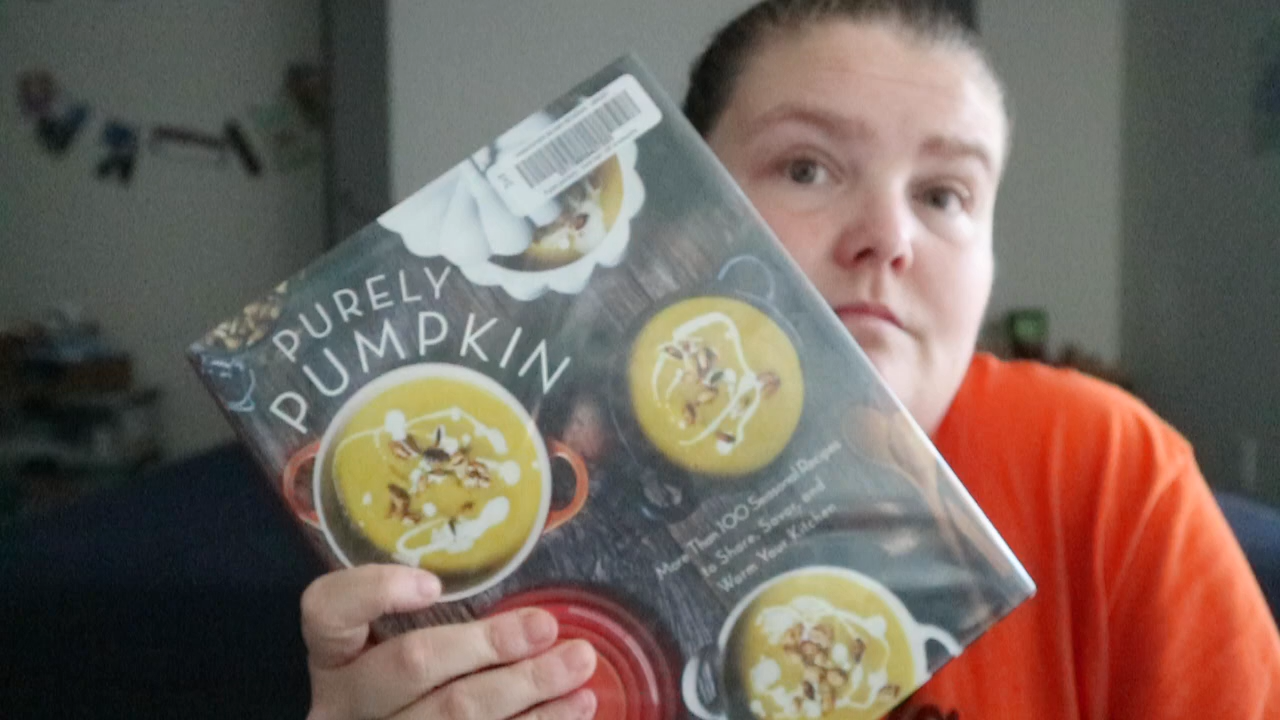 PURELY
PUMPKIN
More Than 100 Seasonal Recipes
to Share, Savor, and
Warm Your Kitchen